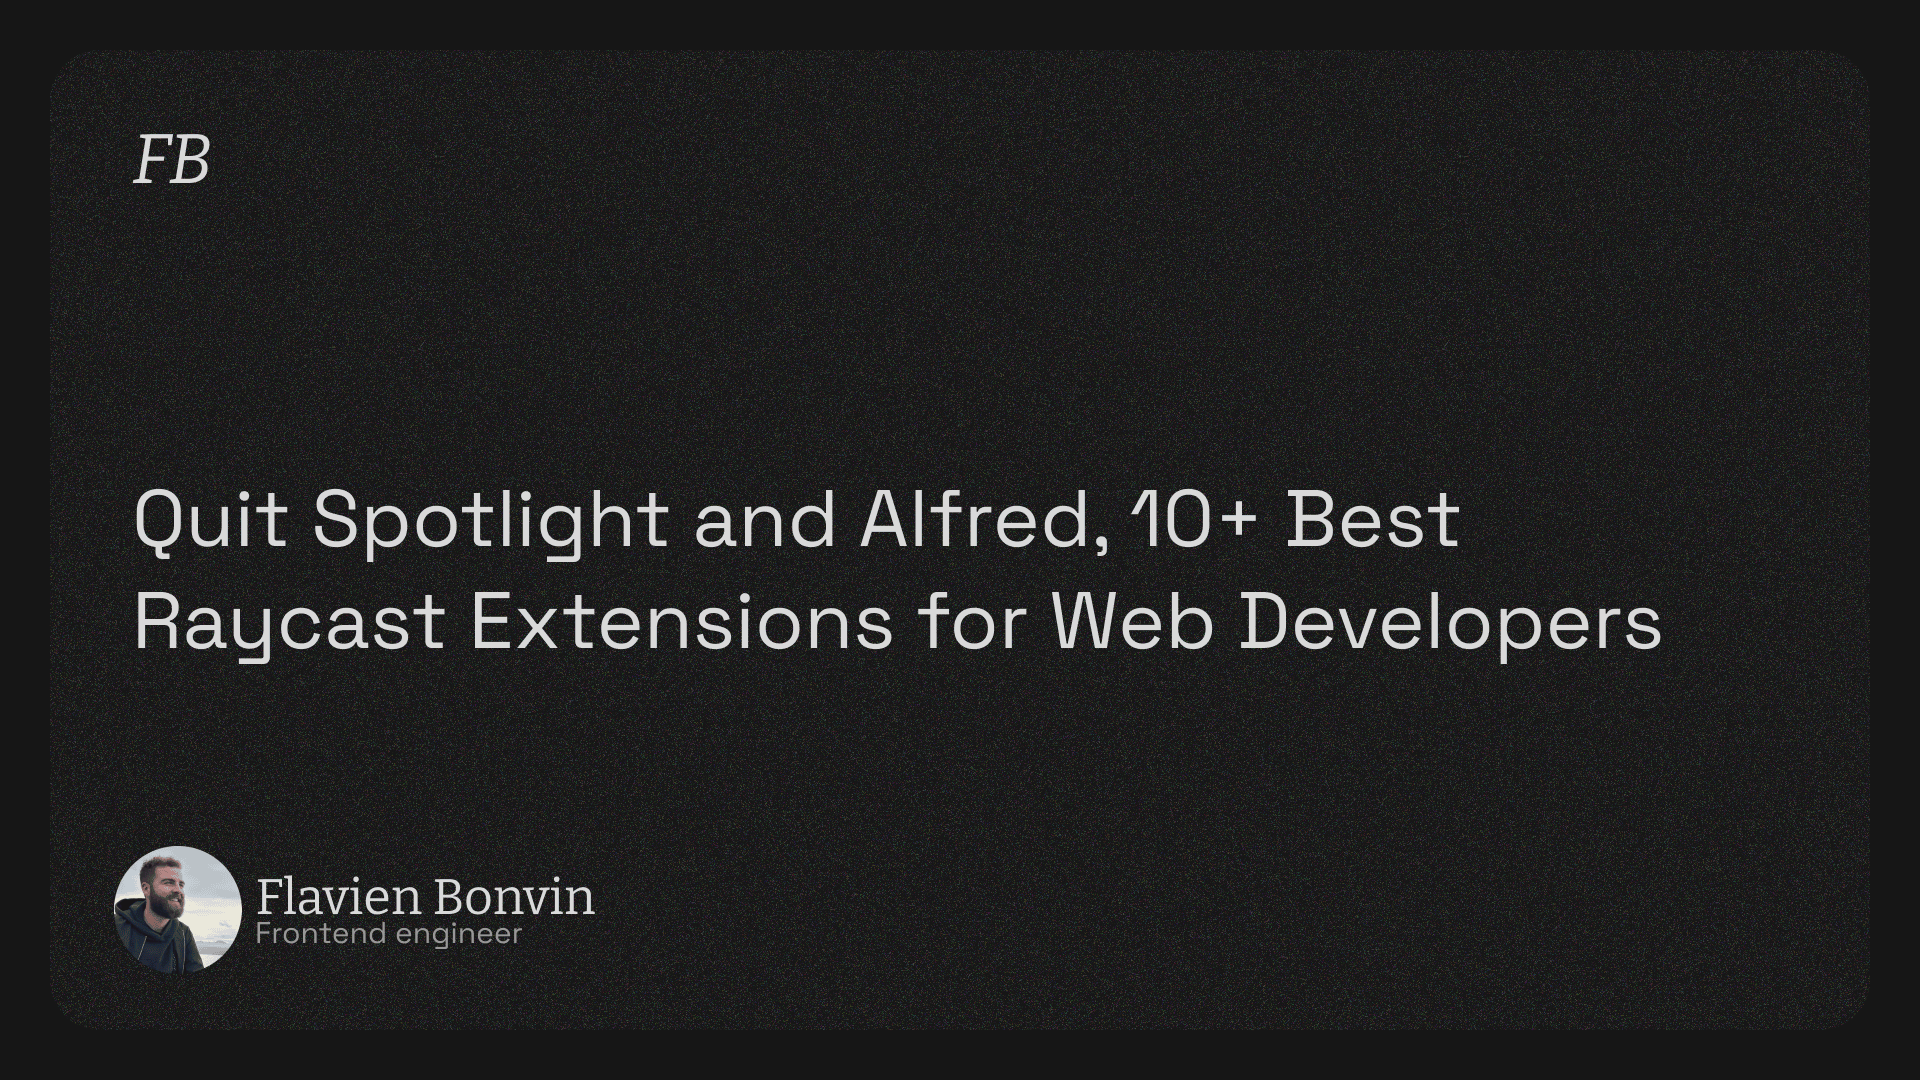 FB
Quit Spotlight and Alfred, 10+ Best
Raycast Extensions for Web Developers
Flavien Bonvin
Frontend engineer